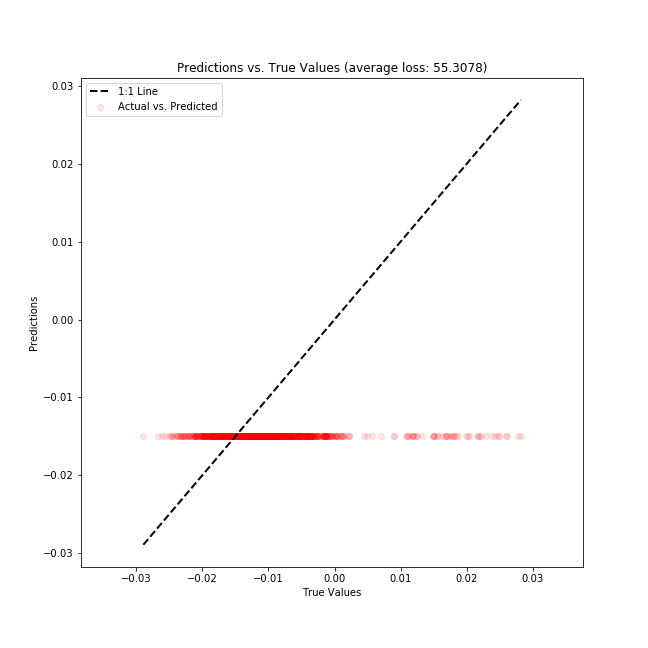 Predictions vs. True Values (average loss: 55.3078)
1:1 Line
Actual vs. Predicted
0.03
0.02
0.01
0.00
−0.01
−0.02
−0.03
Predictions
−0.03 −0.02 −0.01 0.00 0.01 0.02 0.03
True Values